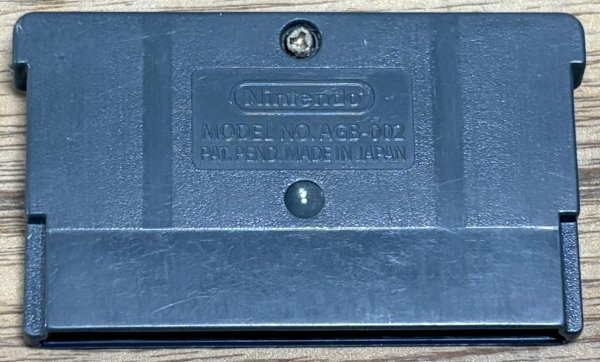 Nintendo
MODEL NO. AGB-002
PAT. PEND. MADE IN JAPAN